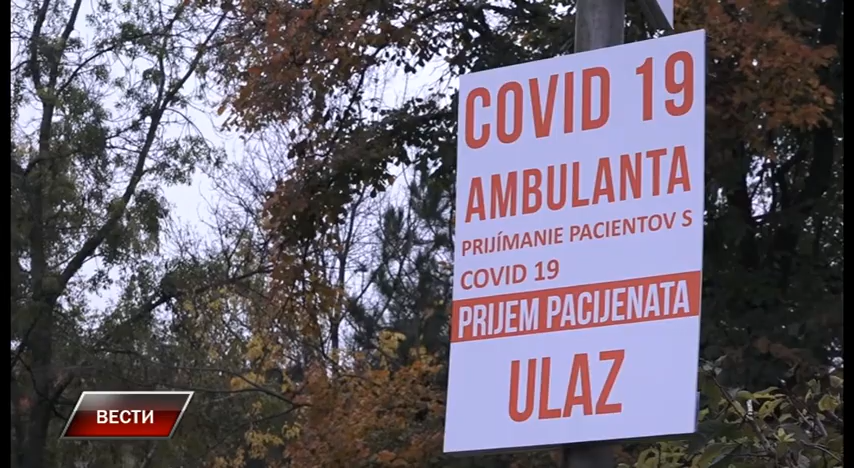 COVID 19
AMBULANTA
PRIJÍMANIE PACIENTOV S
COVID 19
PRIJEM PACIJENATA
ULAZ
ВЕСТИ